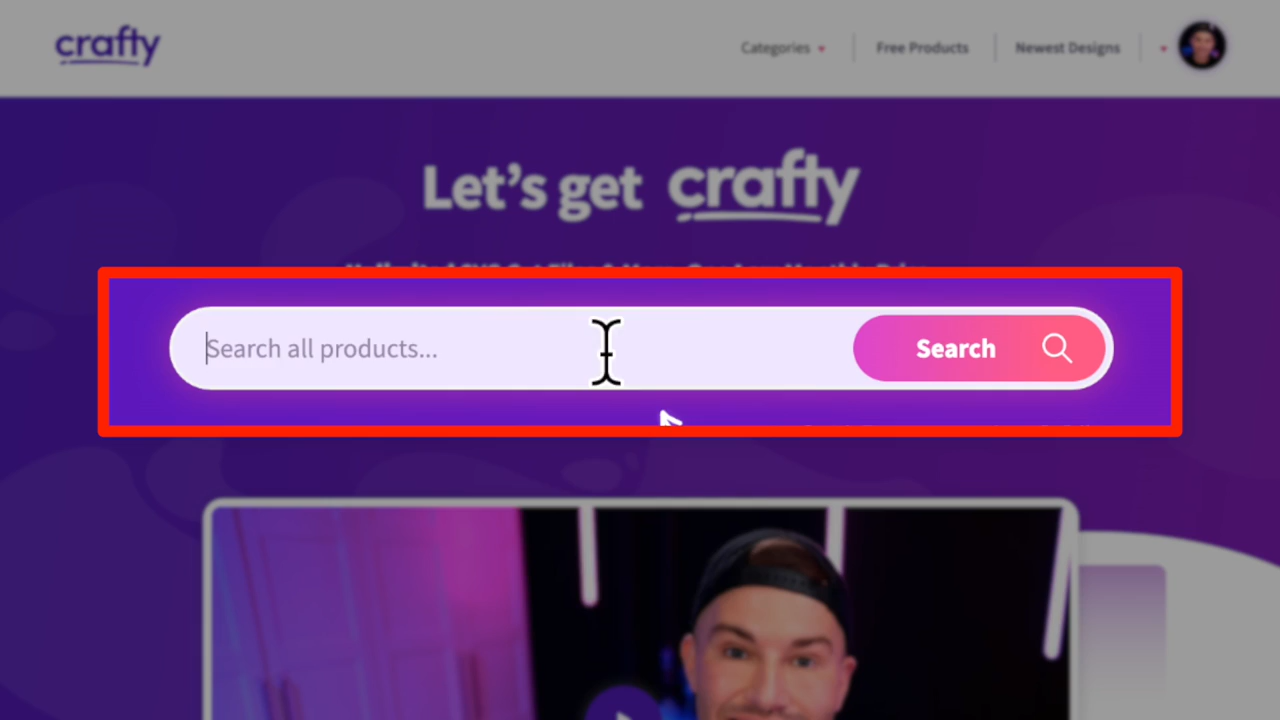 crafty
Categories
Free Products
Newest Designs
Let’s get crafty
Search all products...
Search